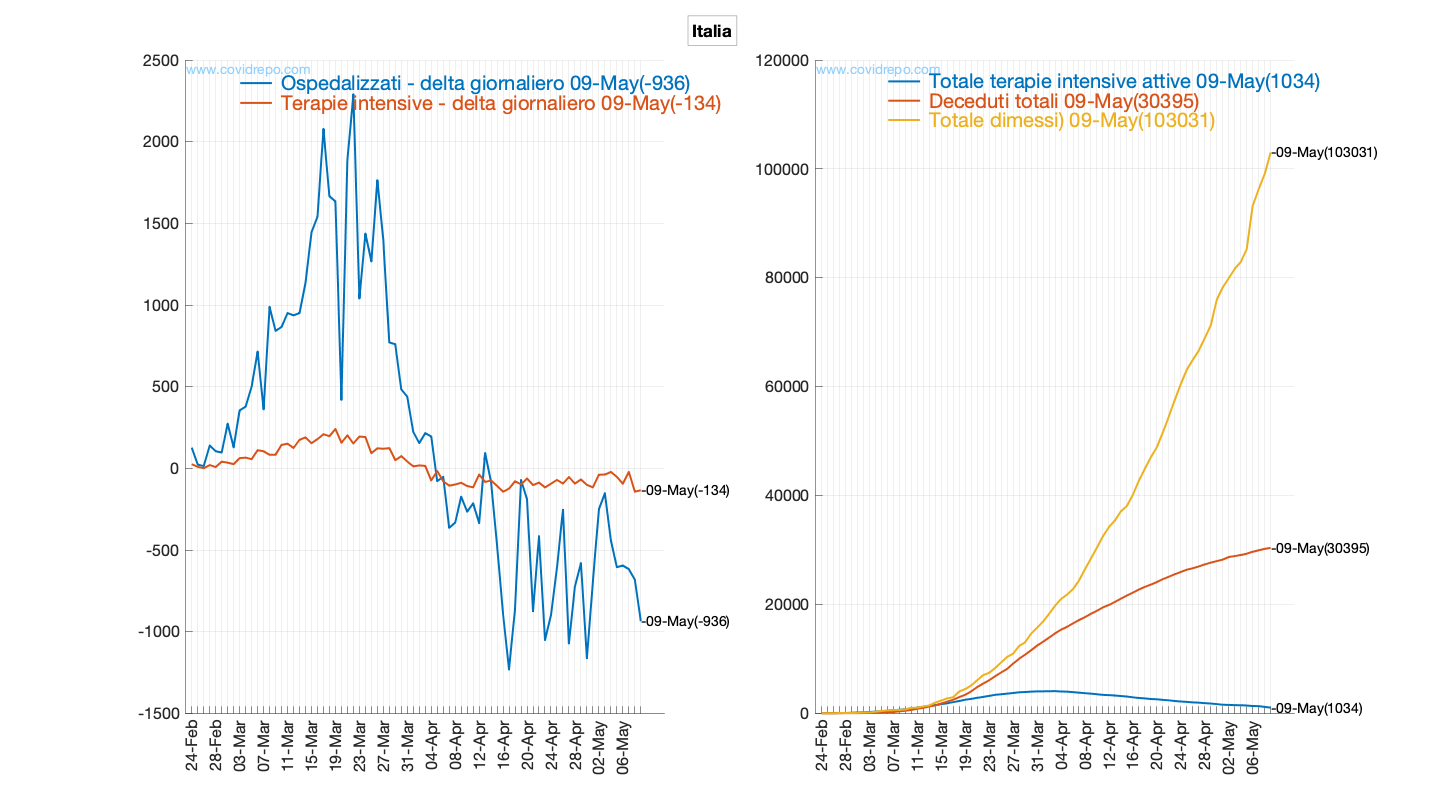 Italia
www.covidrepo.com
Ospedalizzati - delta giornaliero 09-May(-936)
Terapie intensive - delta giornaliero 09-May(-134)
2500
2000
1500
1000
500
0
-500
-1000
-1500
-09-May(-134)
-09-May(-936)
24-Feb
28-Feb
03-Mar
07-Mar
11-Mar
15-Mar
19-Mar
23-Mar
27-Mar
31-Mar
04-Apr
08-Apr
12-Apr
16-Apr
20-Apr
24-Apr
28-Apr
02-May
06-May
www.covidrepo.com
Totale terapie intensive attive 09-May(1034)
Deceduti totali 09-May(30395)
Totale dimessi) 09-May(103031)
120000
100000
80000
60000
40000
20000
0
-09-May(103031)
-09-May(30395)
-09-May(1034)
24-Feb
28-Feb
03-Mar
07-Mar
11-Mar
15-Mar
19-Mar
23-Mar
27-Mar
31-Mar
04-Apr
08-Apr
12-Apr
16-Apr
20-Apr
24-Apr
28-Apr
02-May
06-May